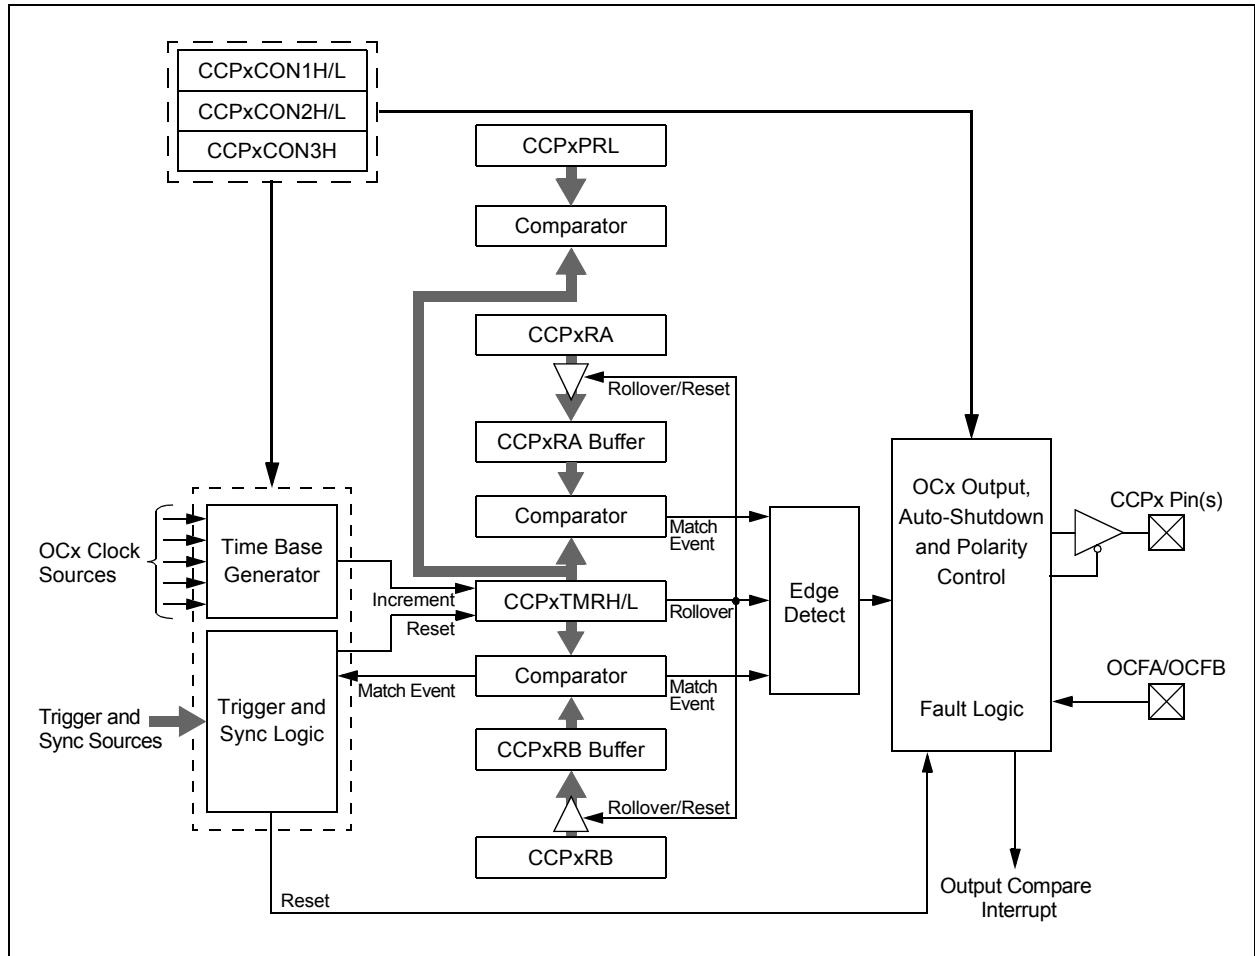 CCPxCON1H/L
CCPxCON2H/L
CCPxCON3H
CCPxPRL
Comparator
CCPxRA
Rollover/Reset
CCPxRA Buffer
Comparator
Match
Event
OCx Clock
Sources
Time Base
Generator
Increment
Reset
CCPxTMRH/L
Rollover
Edge
Detect
OCx Output,
Auto-Shutdown
and Polarity
Control
Fault Logic
CCPx Pin(s)
OCFA/OCFB
Comparator
Match Event
Match
Event
Trigger and
Sync Sources
Trigger and
Sync Logic
CCPxRB Buffer
Rollover/Reset
CCPxRB
Reset
Output Compare
Interrupt